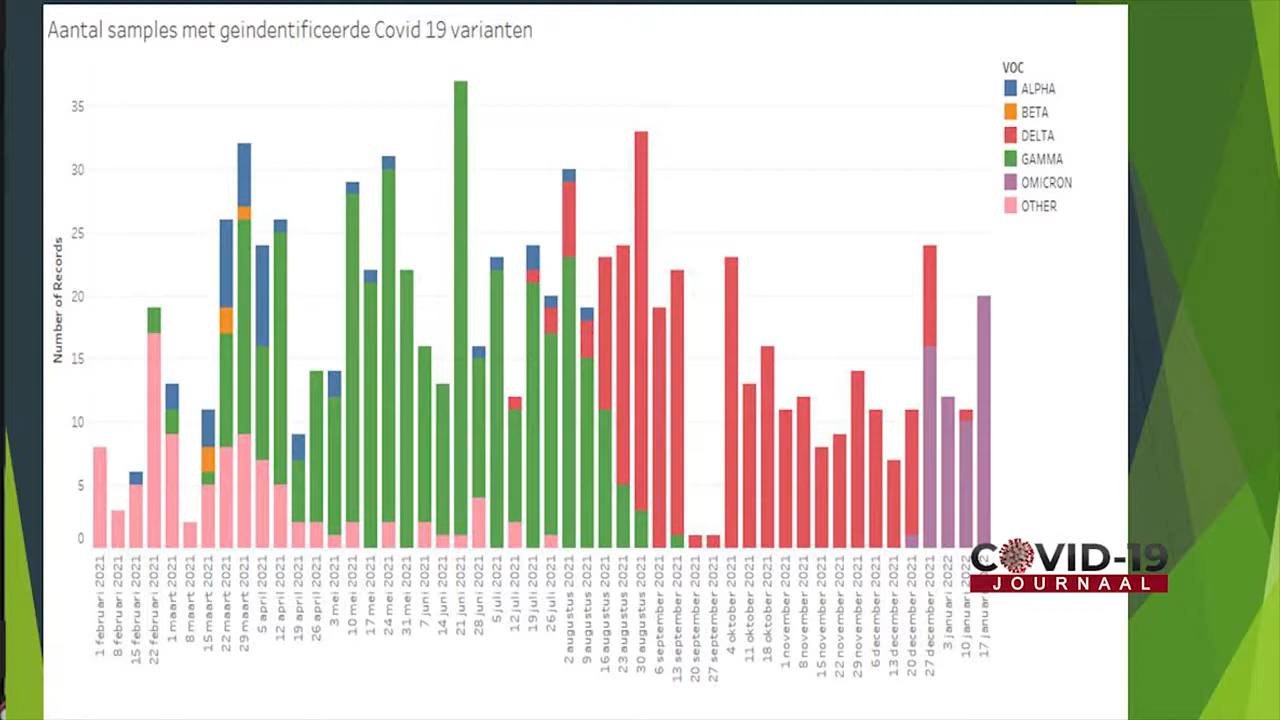 Aantal samples met geindentificeerde Covid 19 varianten
VOC
ALPHA
BETA
DELTA
GAMMA
OMICRON
OTHER
Number of Records
35
30
25
20
15
10
5
0
1 februari 2021
8 februari 2021
15 februari 2021
22 februari 2021
1 maart 2021
8 maart 2021
15 maart 2021
22 maart 2021
29 maart 2021
5 april 2021
12 april 2021
19 april 2021
26 april 2021
3 mei 2021
10 mei 2021
17 mei 2021
24 mei 2021
31 mei 2021
7 juni 2021
14 juni 2021
21 juni 2021
28 juni 2021
5 juli 2021
12 juli 2021
19 juli 2021
26 juli 2021
2 augustus 2021
9 augustus 2021
16 augustus 2021
23 augustus 2021
30 augustus 2021
6 september 2021
13 september 2021
20 september 2021
27 september 2021
4 oktober 2021
11 oktober 2021
18 oktober 2021
1 november 2021
8 november 2021
15 november 2021
22 november 2021
29 november 2021
6 december 2021
13 december 2021
20 december 2021
27 december 2021
3 januari 2022
10 januari 2022
17 januari
COVID-19
JOURNAAL